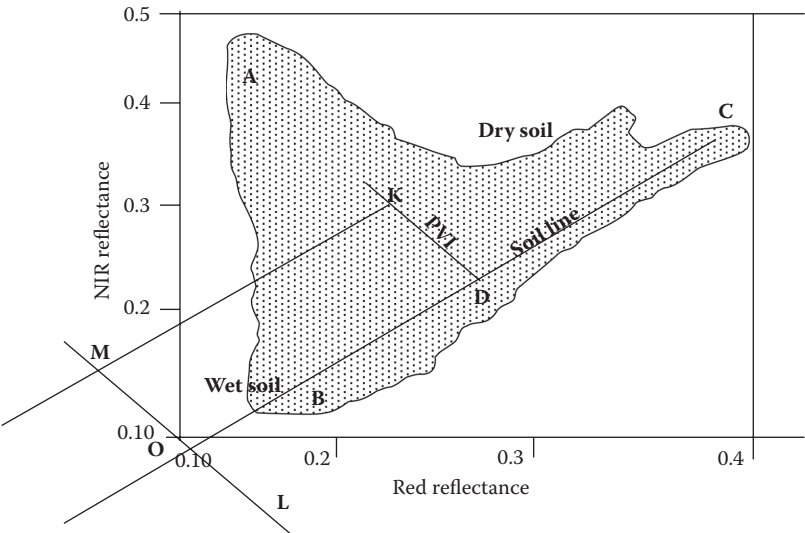 0.5
A
C
0.4
Dry soil
K
0.3
PVI
Soil line
NIR reflectance
D
0.2
M
Wet soil
B
0.10
O
0.10
0.2
0.3
0.4
Red reflectance
L